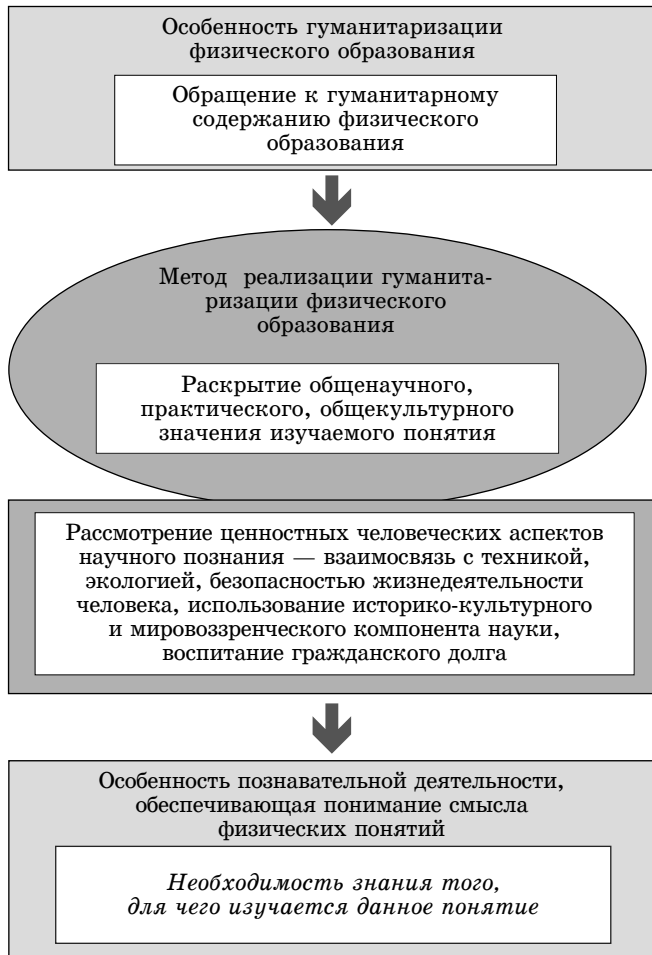 Особенность гуманитаризации
физического образования
Обращение к гуманитарному
содержанию физического
образования
Метод реализации гуманита-
ризации физического
образования
Раскрытие общенаучного,
практического, общекультурного
значения изучаемого понятия
Рассмотрение ценностных человеческих аспектов
научного познания — взаимосвязь с техникой,
экологией, безопасностью жизнедеятельности
человека, использование историко-культурного
и мировоззренческого компонента науки,
воспитание гражданского долга
Особенность познавательной деятельности,
обеспечивающая понимание смысла
физических понятий
Необходимость знания того,
для чего изучается данное понятие